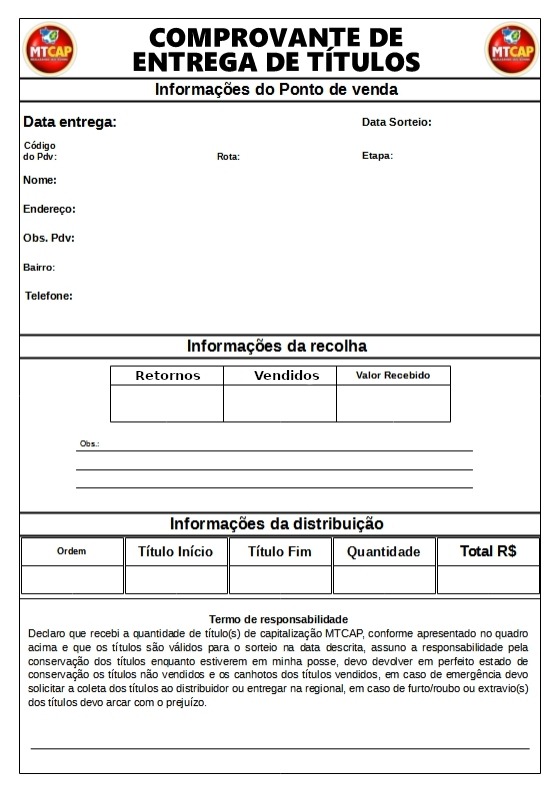 MTCAP
COMPROVANTE DE
ENTREGA DE TÍTULOS
MTCAP
Informações do Ponto de venda
Data entrega:
Data Sorteio:
Código
do Pdv:
Rota:
Etapa:
Nome:
Endereço:
Obs. Pdv:
Bairro:
Telefone:
Informações da recolha
Retornos Vendidos Valor Recebido
Obs.:
Informações da distribuição
Ordem Título Início Título Fim Quantidade Total R$
Termo de responsabilidade
Declaro que recebi a quantidade de título(s) de capitalização MTCAP, conforme apresentado no quadro
acima e que os títulos são válidos para o sorteio na data descrita, assuno a responsabilidade pela
conservação dos títulos enquanto estiverem em minha posse, devo devolver em perfeito estado de
conservação os títulos não vendidos e os canhotos dos títulos vendidos, em caso de emergência devo
solicitar a coleta dos títulos ao distribuidor ou entregar na regional, em caso de furto/roubo ou extravio(s)
dos títulos devo arcar com o prejuízo.